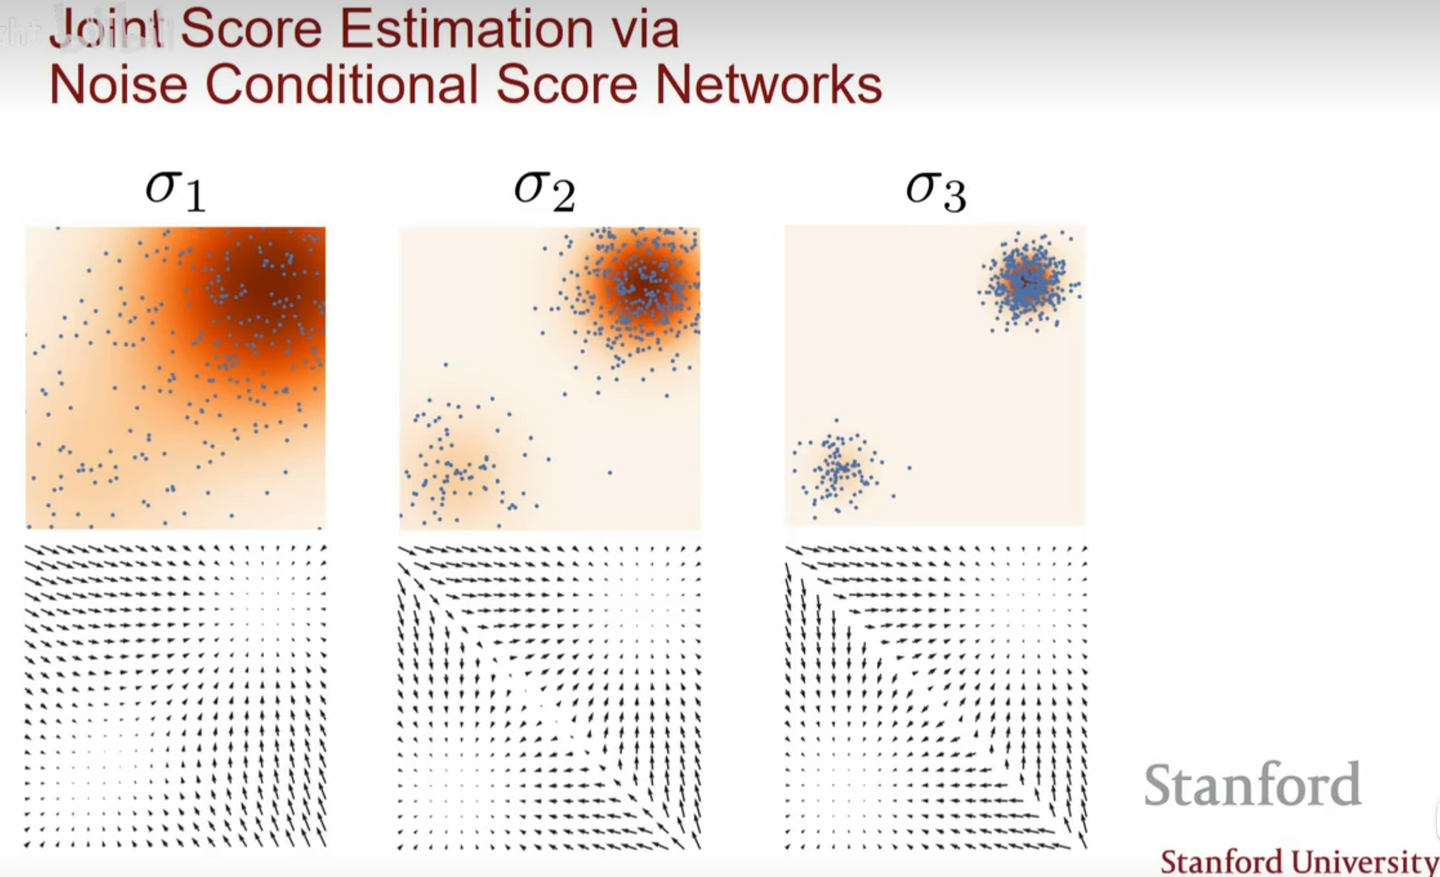 Joint Score Estimation via
Noise Conditional Score Networks
σ1
σ2
σ3
Stanford
Stanford University